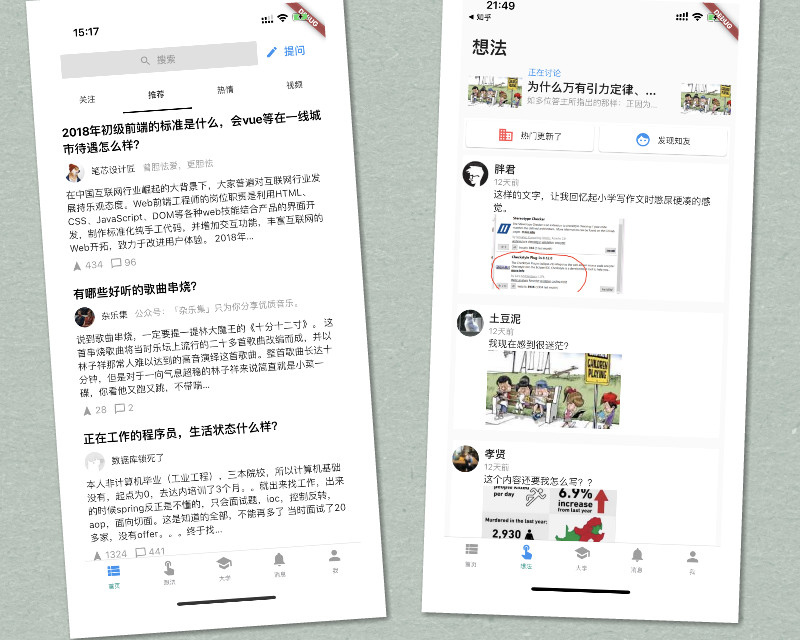 15:17
DEBUG
搜索
提问
关注
推荐
热情
视频
2018年初级前端的标准是什么，会vue等在一线城
市待遇怎么样?
笔芯设计匠
在中国互联网行业崛起的大背景下，大家普遍对互联网行业发
展持乐观态度，Web前端工程师的岗位职责是利用HTML、
CSS、JavaScript、DOM等各种web技能结合产品的界面开
发，制作标准化纯手工代码，并增加交互功能，丰富互联网的
Web开拓，致力于改进用户体验。 2018年...
434
96
有哪些好听的歌曲串烧?
杂乐集 公众号:「杂乐集」只为你分享优质音乐。
说到歌曲串烧，一定要提一提林大魔王的《十分十二寸》。 这
首串烧歌曲将当时乐坛上流行的二十多首歌曲改编而成，并以
林子祥那常人难以达到的高音演绎这首歌曲。整首歌曲长达十
分钟，但是对于一向气息超稳的林子祥来说简直就是小菜一
碟，你看他又跑又跳，不带喘...
28
2
正在工作的程序员，生活状态什么样?
数据库锁死了
本人非计算机毕业（工业工程），三本院校，所以计算机基础
没有，起点为0，去达内培训了3个月。。就出来找工作，出来
的时候spring反正是不懂的，只会面试题，ioc，控制反转，
aop，面向切面。这是知道的全部，不能再多了 当时面试了20
多家，没有offer。。。终于找...
1324
441
首页
想法
大学
消息
我
21:49
知乎
DEBUG
想法
正在讨论
为什么万有引力定律、...
如多位答主所指出的那样：正因为...
热门更新了
发现知友
胖君
12天前
这样的文字，让我回忆起小学写作文时憋尿硬凑的感
觉。
土豆泥
12天前
我现在感到很迷茫?
CHILDREN
PLAYING
孝贤
12天前
这个内容还要我怎么写？？
per day
6.9%
increase
from last year
Murdered in the last year:
2,930
首页
想法
大学
消息
我